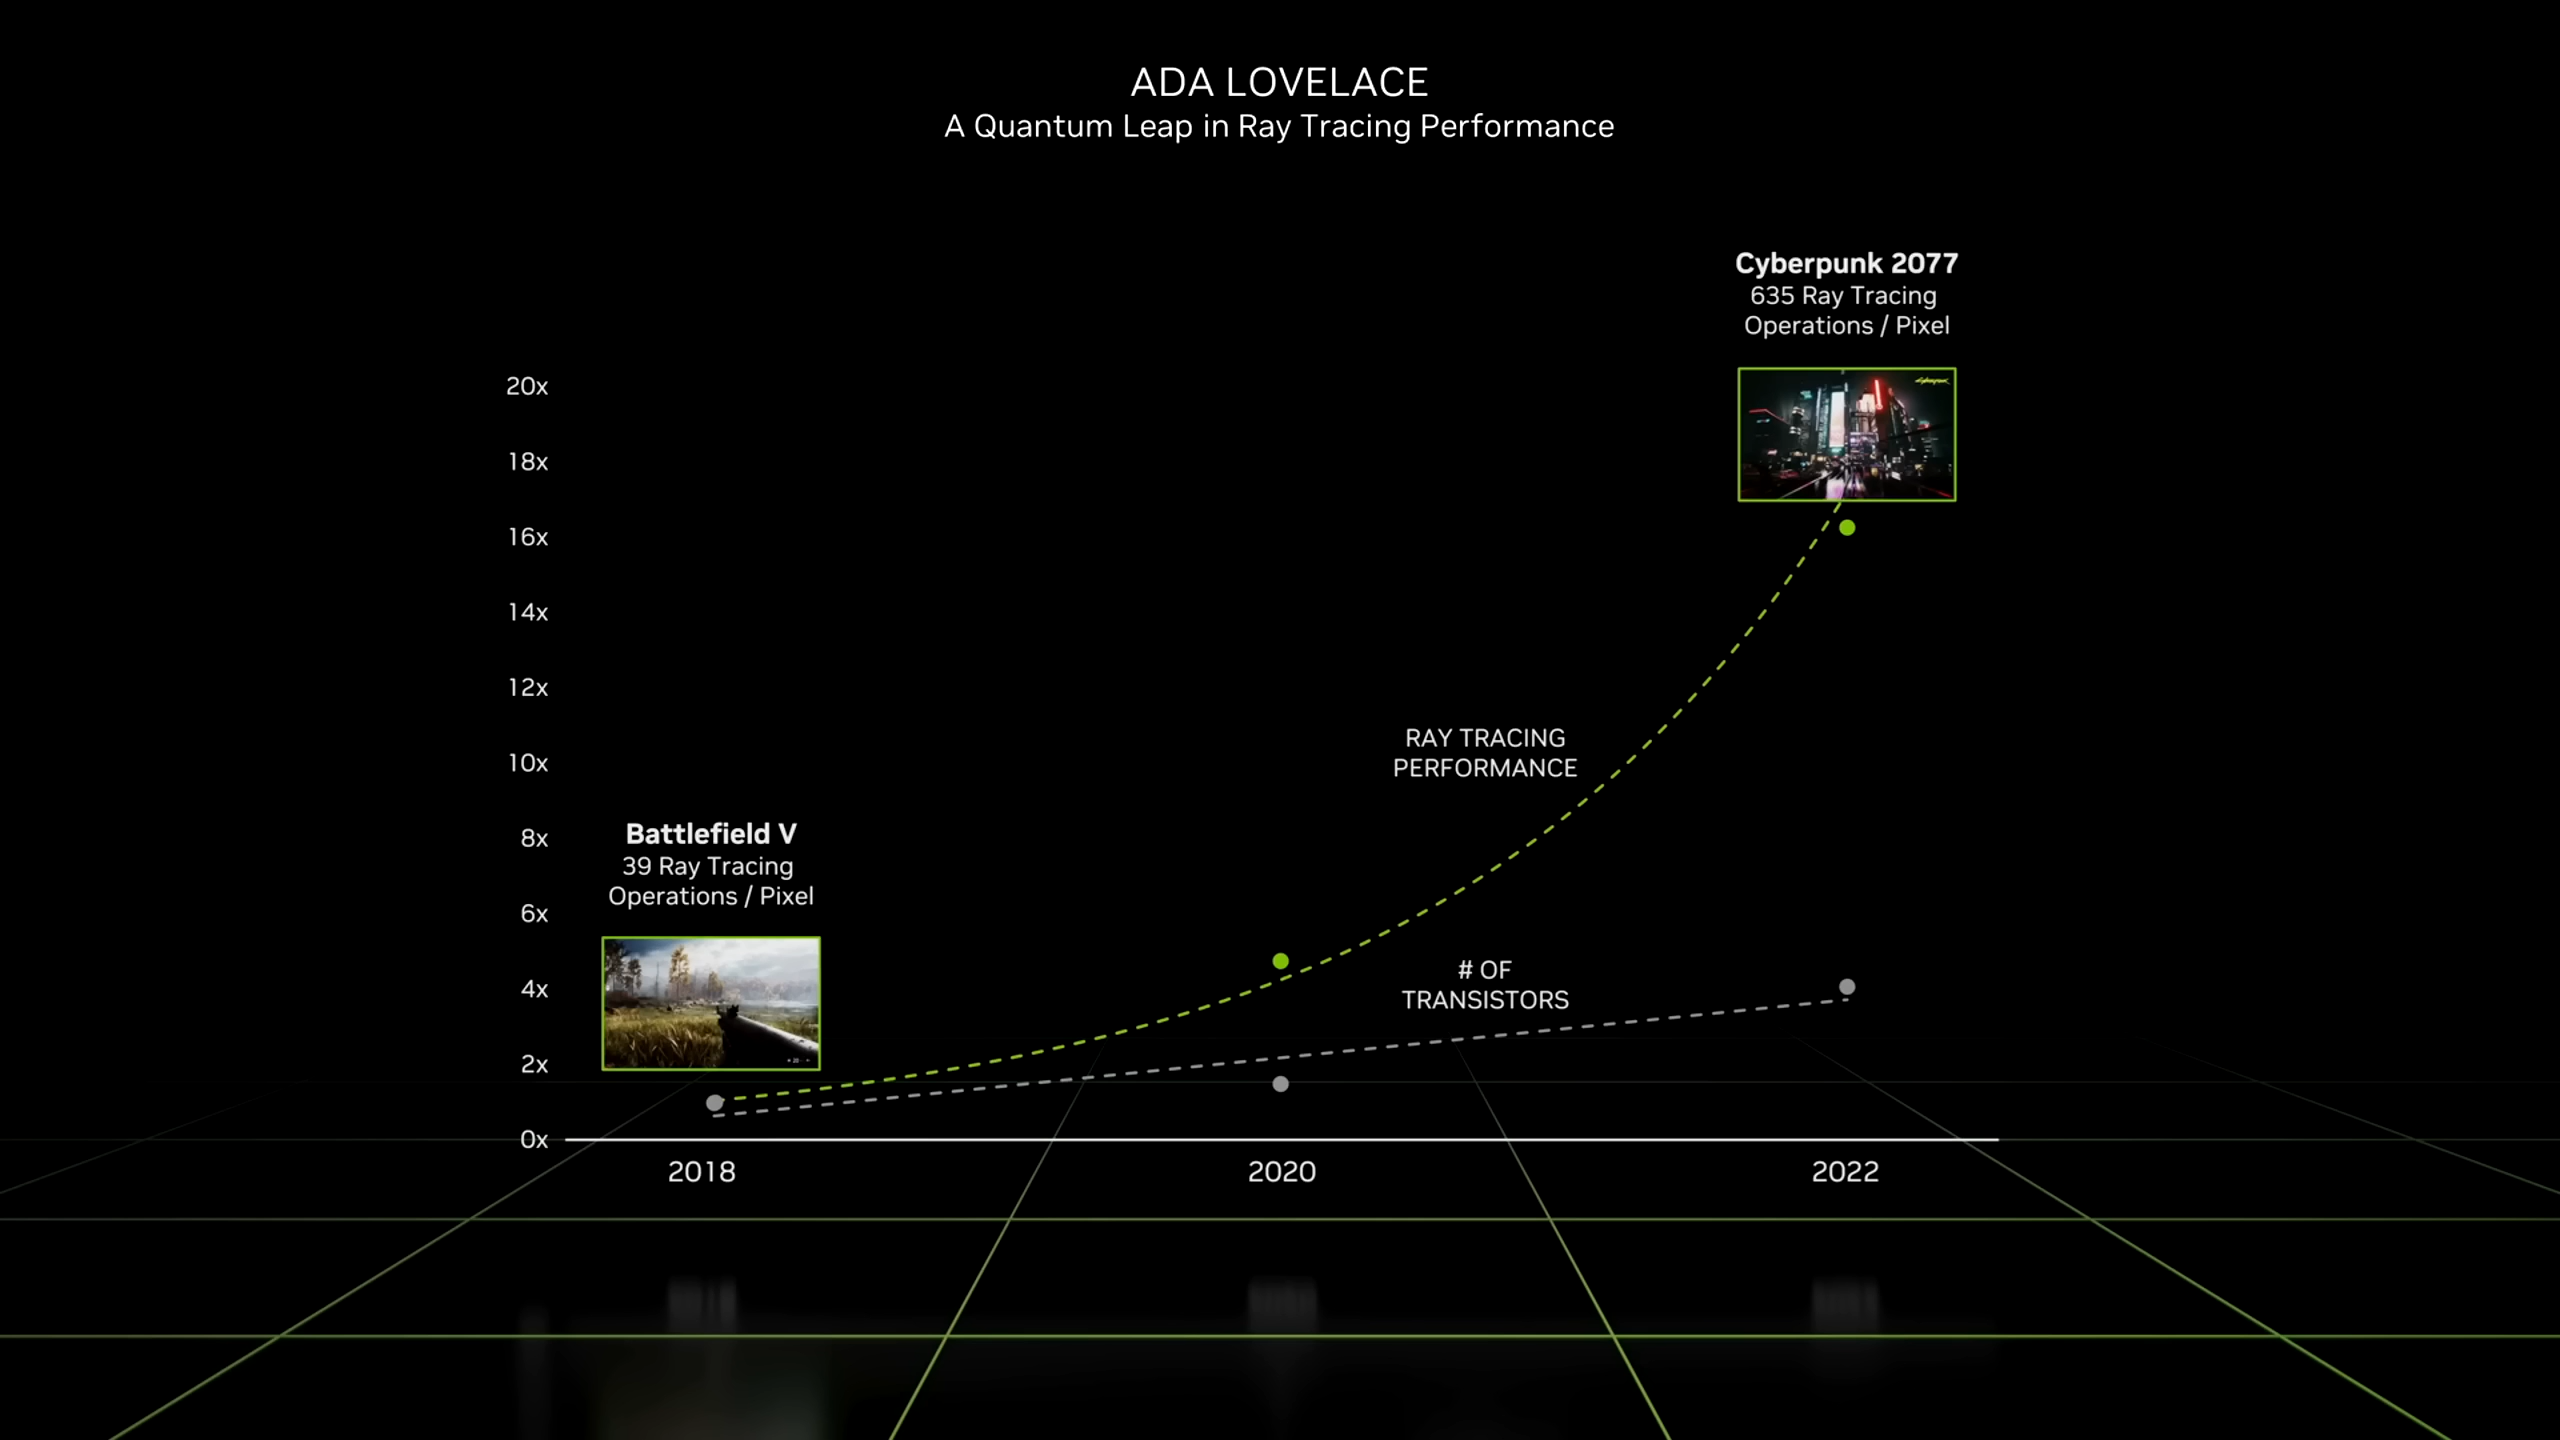 ADA LOVELACE
A Quantum Leap in Ray Tracing Performance
Cyberpunk 2077
635 Ray Tracing
Operations / Pixel
20x
18x
16x
14x
12x
10x
8x
6x
4x
2x
0x
RAY TRACING
PERFORMANCE
Battlefield V
39 Ray Tracing
Operations / Pixel
# OF
TRANSISTORS
2018
2020
2022